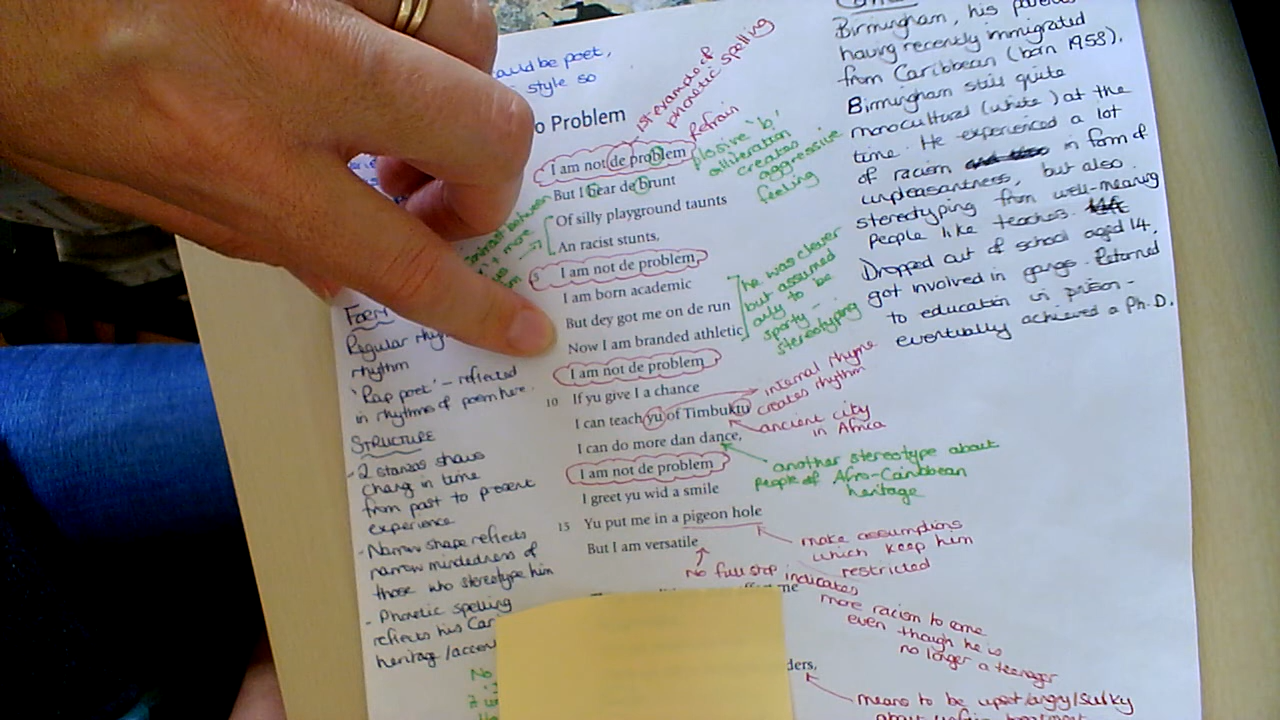 ould be poet,
style so
o Problem
1st example of
phonetic spelling
Refrain
I am not de problem
But I bear de brunt
Of silly playground taunts
An racist stunts,
5 I am not de problem
I am born academic
But dey got me on de run
Now I am branded athletic
I am not de problem
10 If yu give I a chance
I can teach yu of Timbuktu
I can do more dan dance,
I am not de problem
I greet yu wid a smile
15 Yu put me in a pigeon hole
But I am versatile
me
ders,
plosive 'b'
alliteration
creates
aggressive
feeling
contrast between
more
he was clever
but assumed
only to be
sporty -
stereotyping
internal rhyme
creates rhythm
ancient city
in Africa
another stereotype about
people of Afro-Caribbean
heritage
make assumptions
which keep him
restricted
No full stop indicates
more racism to come
even though he is
no longer a teenager
means to be upset/angry/sulky
about unfair treatment
Birmingham, his parents
having recently immigrated
from Caribbean (born 1958).
Birmingham still quite
monocultural (white) at the
time. He experienced a lot
of racism in form of
unpleasantness, but also
stereotyping from well-meaning
people like teachers.
Dropped out of school aged 14,
got involved in gangs. Returned
to education in prison -
eventually achieved a Ph.D.
Form
Regular rhy
rhythm
'Rap poet' - reflected
in rhythms of poem here.
STRUCTURE
- 2 stanzas shows
change in time
from past to present
experience
- Narrow shape reflects
narrow mindedness of
those who stereotype him
- Phonetic spelling
reflects his Car
heritage/accen
No